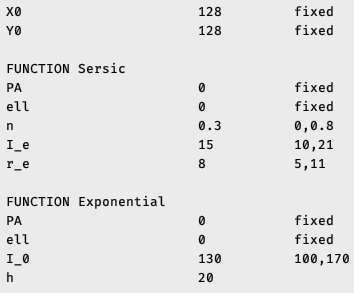 X0 128 fixed
Y0 128 fixed
FUNCTION Sersic
PA 0 fixed
ell 0 fixed
n 0.3 0,0.8
I_e 15 10,21
r_e 8 5,11
FUNCTION Exponential
PA 0 fixed
ell 0 fixed
I_0 130 100,170
h 20